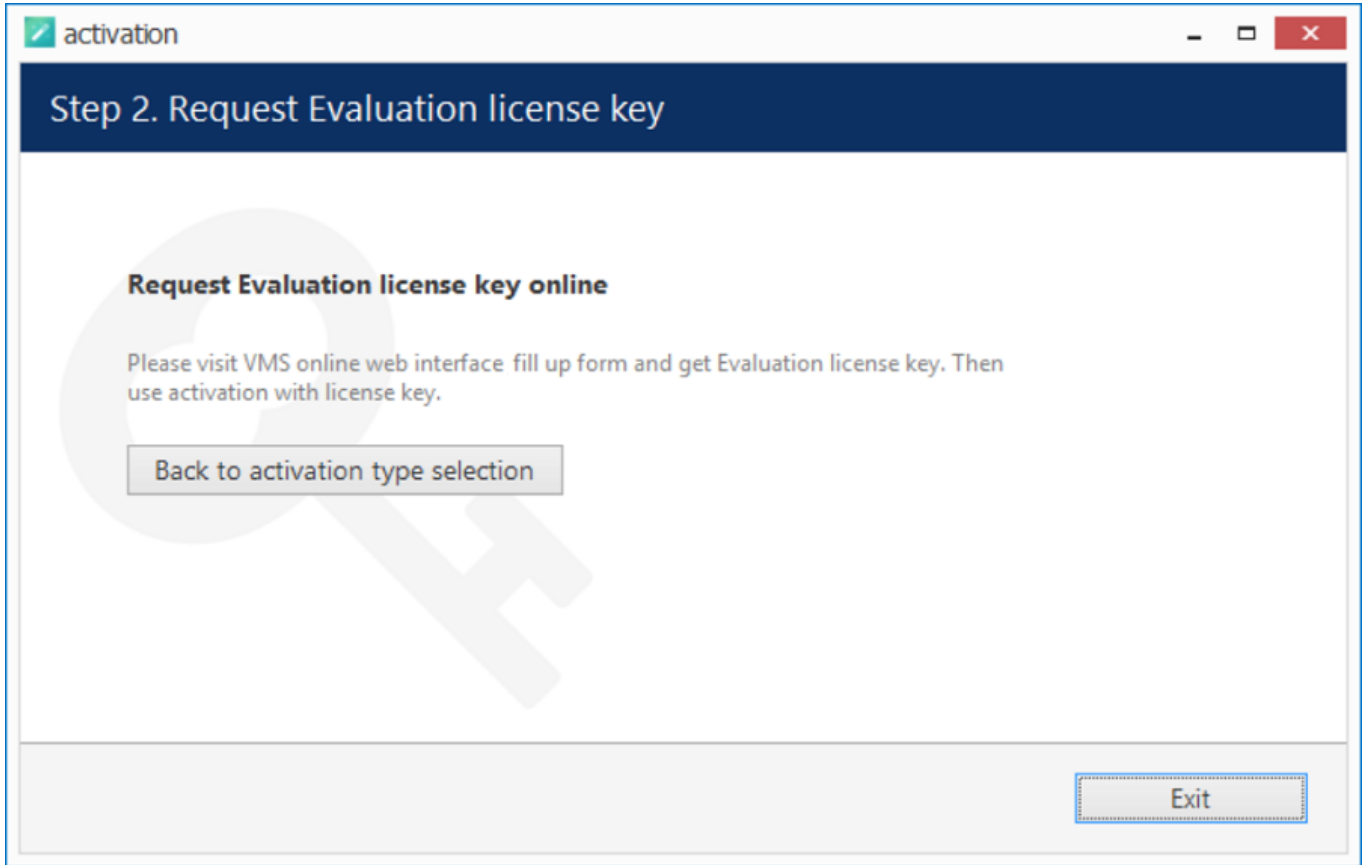 activation
Step 2. Request Evaluation license key
Request Evaluation license key online
Please visit VMS online web interface fill up form and get Evaluation license key. Then
use activation with license key.
Back to activation type selection
Exit